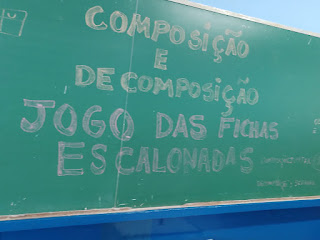 COMPOSIÇÃO
E
DECOMPOSIÇÃO
JOGO DAS FICHAS
ESCALONADAS